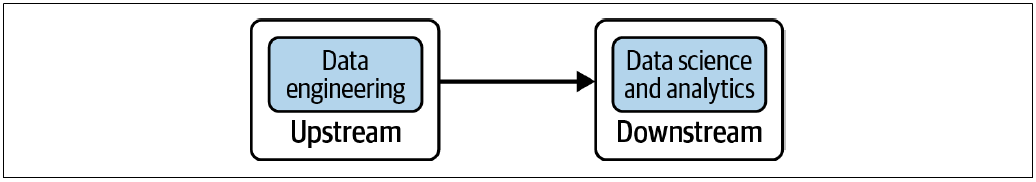 Data
engineering
Upstream
Data science
and analytics
Downstream